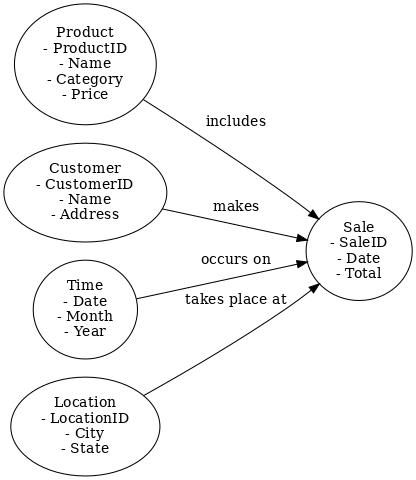 Product
- ProductID
- Name
- Category
- Price
includes
Customer
- CustomerID
- Name
- Address
makes
Sale
- SaleID
- Date
- Total
occurs on
Time
- Date
- Month
- Year
takes place at
Location
- LocationID
- City
- State